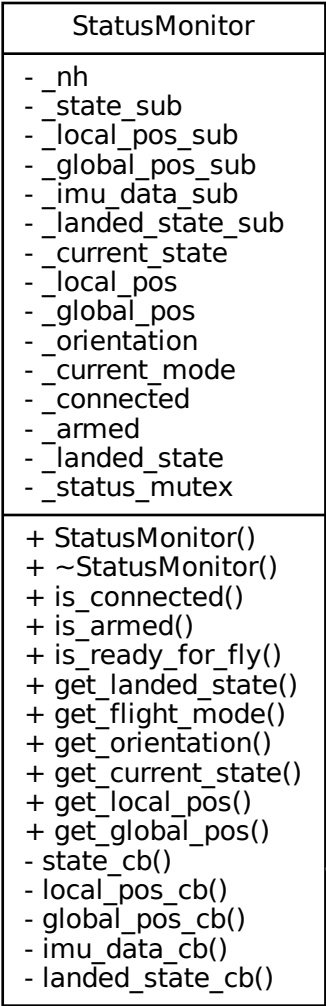 StatusMonitor
- _nh
- _state_sub
- _local_pos_sub
- _global_pos_sub
- _imu_data_sub
- _landed_state_sub
- _current_state
- _local_pos
- _global_pos
- _orientation
- _current_mode
- _connected
- _armed
- _landed_state
- _status_mutex
+ StatusMonitor()
+ ~StatusMonitor()
+ is_connected()
+ is_armed()
+ is_ready_for_fly()
+ get_landed_state()
+ get_flight_mode()
+ get_orientation()
+ get_current_state()
+ get_local_pos()
+ get_global_pos()
- state_cb()
- local_pos_cb()
- global_pos_cb()
- imu_data_cb()
- landed_state_cb()